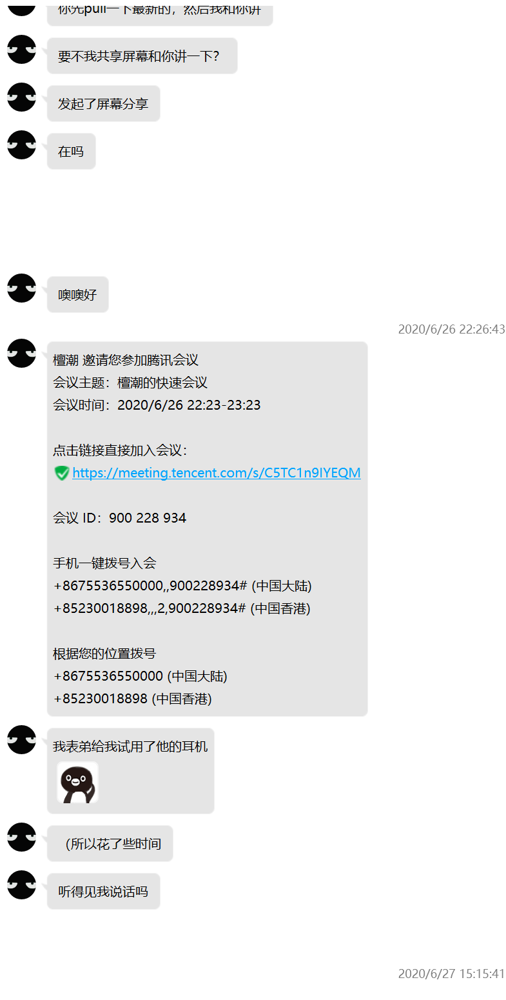 你先pull一下最新的，然后我和你讲
要不我共享屏幕和你讲一下？
发起了屏幕分享
在吗
噢噢好
2020/6/26 22:26:43
檀潮 邀请您参加腾讯会议
会议主题：檀潮的快速会议
会议时间：2020/6/26 22:23-23:23
点击链接直接加入会议：
https://meeting.tencent.com/s/C5TC1n9IYEQM
会议 ID：900 228 934
手机一键拨号入会
+8675536550000,,900228934# (中国大陆)
+85230018898,,,2,900228934# (中国香港)
根据您的位置拨号
+8675536550000 (中国大陆)
+85230018898 (中国香港)
我表弟给我试用了他的耳机
（所以花了些时间
听得见我说话吗
2020/6/27 15:15:41